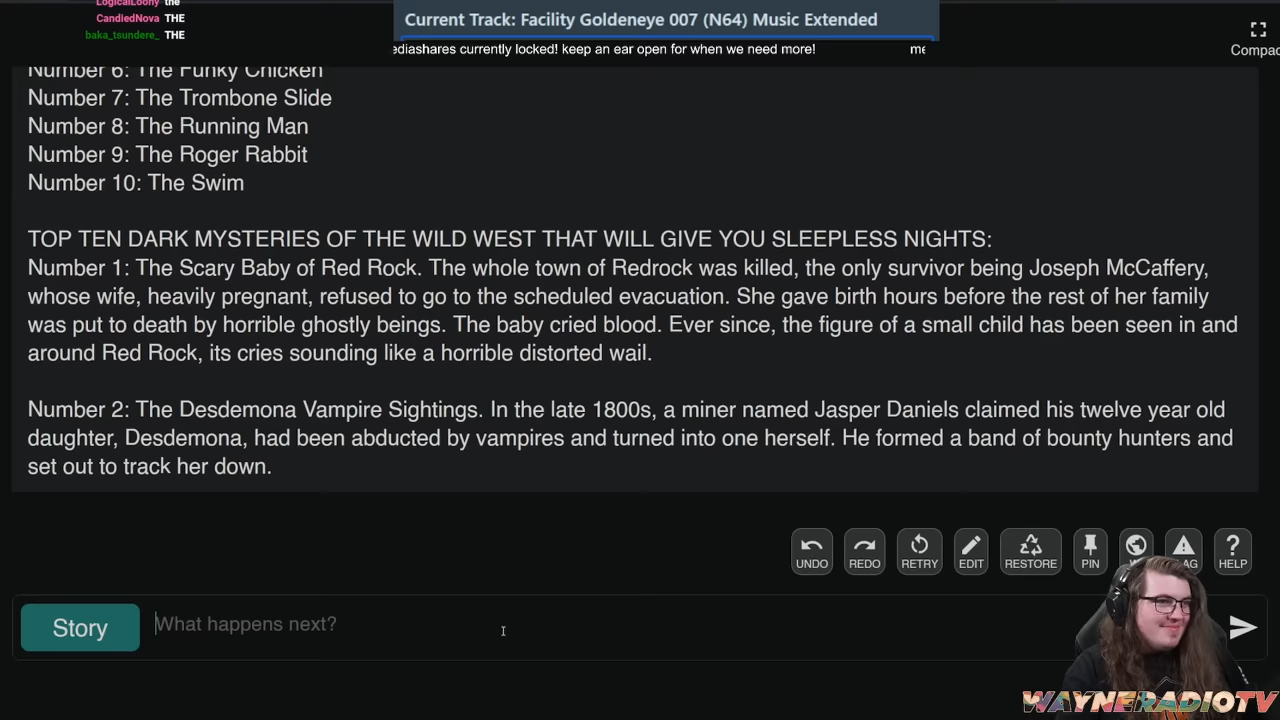 LogicalLoony the
CandiedNova THE
baka_tsundere_ THE
Current Track: Facility Goldeneye 007 (N64) Music Extended
ediashares currently locked! keep an ear open for when we need more! me
Compac
Number 6: The Funky Chicken
Number 7: The Trombone Slide
Number 8: The Running Man
Number 9: The Roger Rabbit
Number 10: The Swim
TOP TEN DARK MYSTERIES OF THE WILD WEST THAT WILL GIVE YOU SLEEPLESS NIGHTS:
Number 1: The Scary Baby of Red Rock. The whole town of Redrock was killed, the only survivor being Joseph McCaffery,
whose wife, heavily pregnant, refused to go to the scheduled evacuation. She gave birth hours before the rest of her family
was put to death by horrible ghostly beings. The baby cried blood. Ever since, the figure of a small child has been seen in and
around Red Rock, its cries sounding like a horrible distorted wail.
Number 2: The Desdemona Vampire Sightings. In the late 1800s, a miner named Jasper Daniels claimed his twelve year old
daughter, Desdemona, had been abducted by vampires and turned into one herself. He formed a band of bounty hunters and
set out to track her down.
UNDO REDO RETRY EDIT RESTORE PIN W AG HELP
Story What happens next?
WAYNERADIOTV